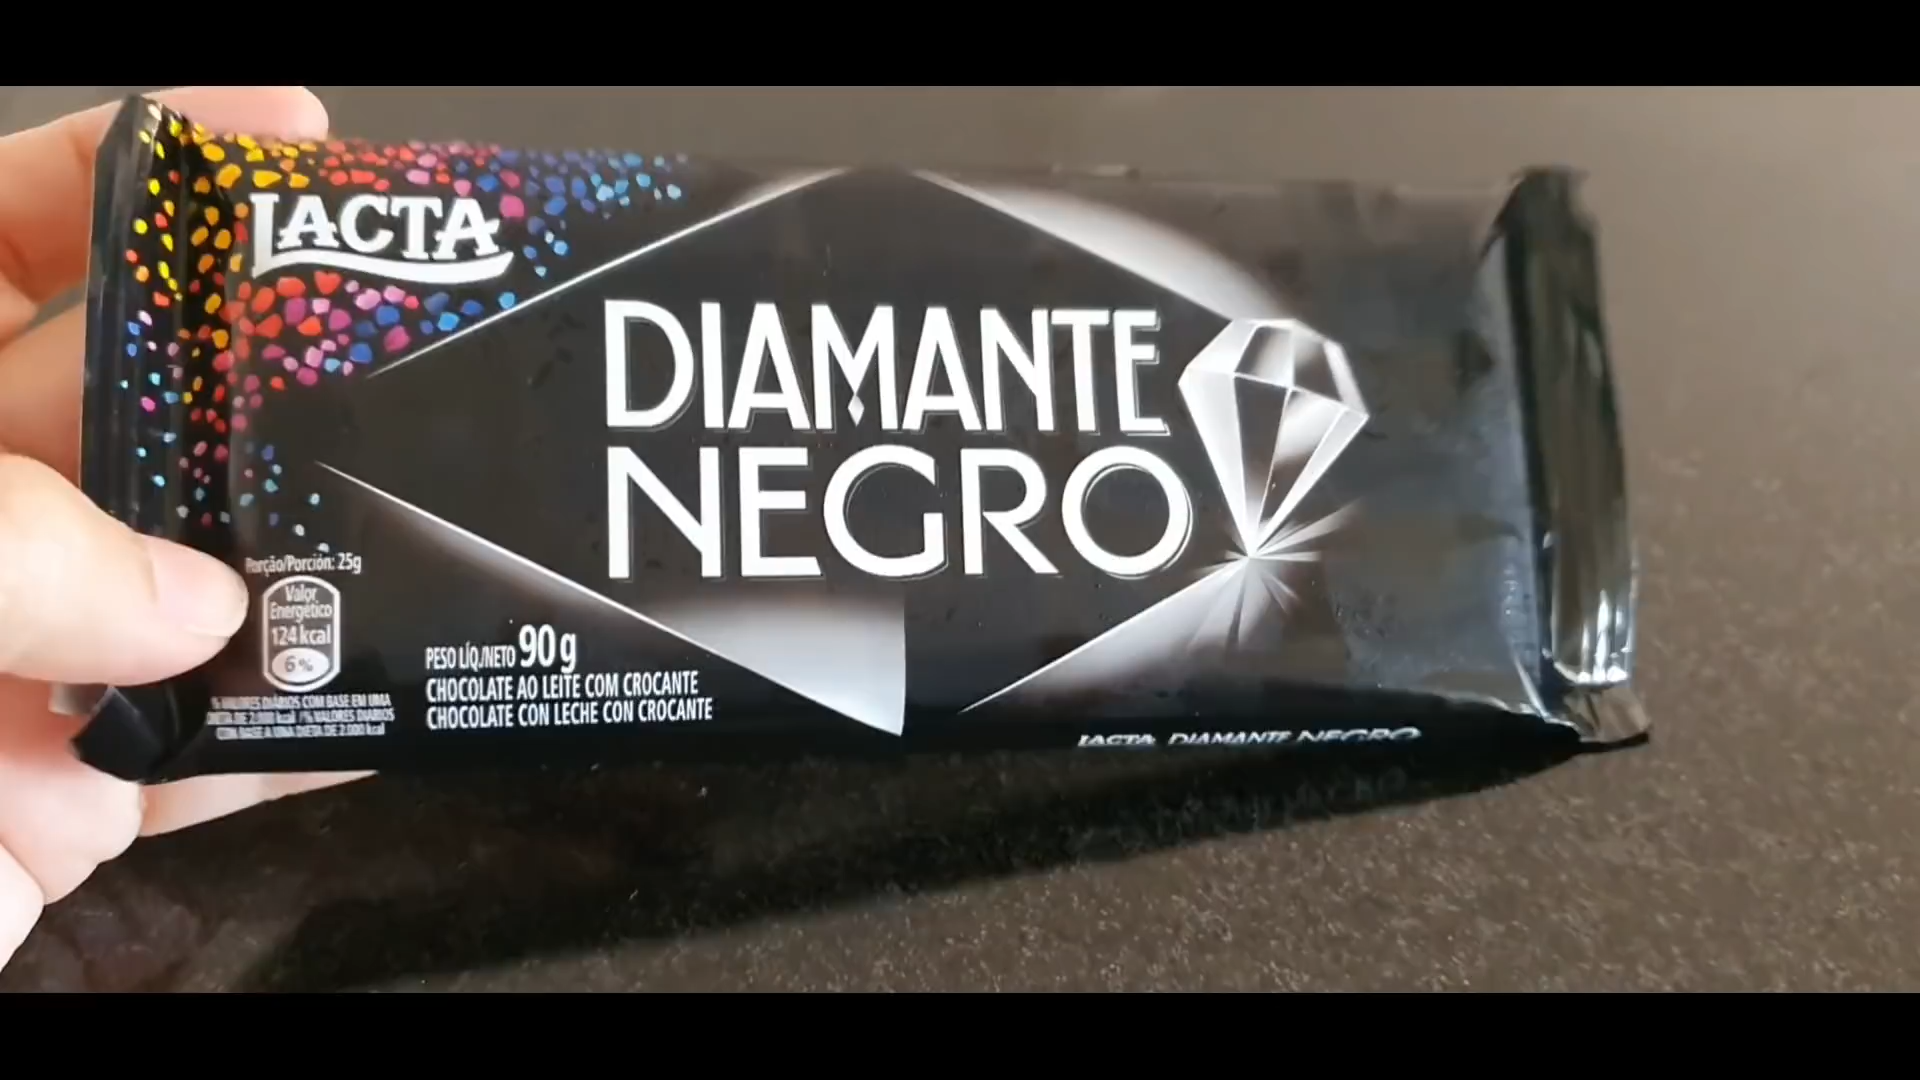 LACTA
DIAMANTE
NEGRO
Porção/Porción: 25g
Valor
Energético
124 kcal
6%
% VALORES DIÁRIOS COM BASE EM UMA
DIETA DE 2.000 kcal / % VALORES DIARIOS
CON BASE A UNA DIETA DE 2.000 kcal
PESO LÍQ./NETO 90 g
CHOCOLATE AO LEITE COM CROCANTE
CHOCOLATE CON LECHE CON CROCANTE
LACTA DIAMANTE NEGRO